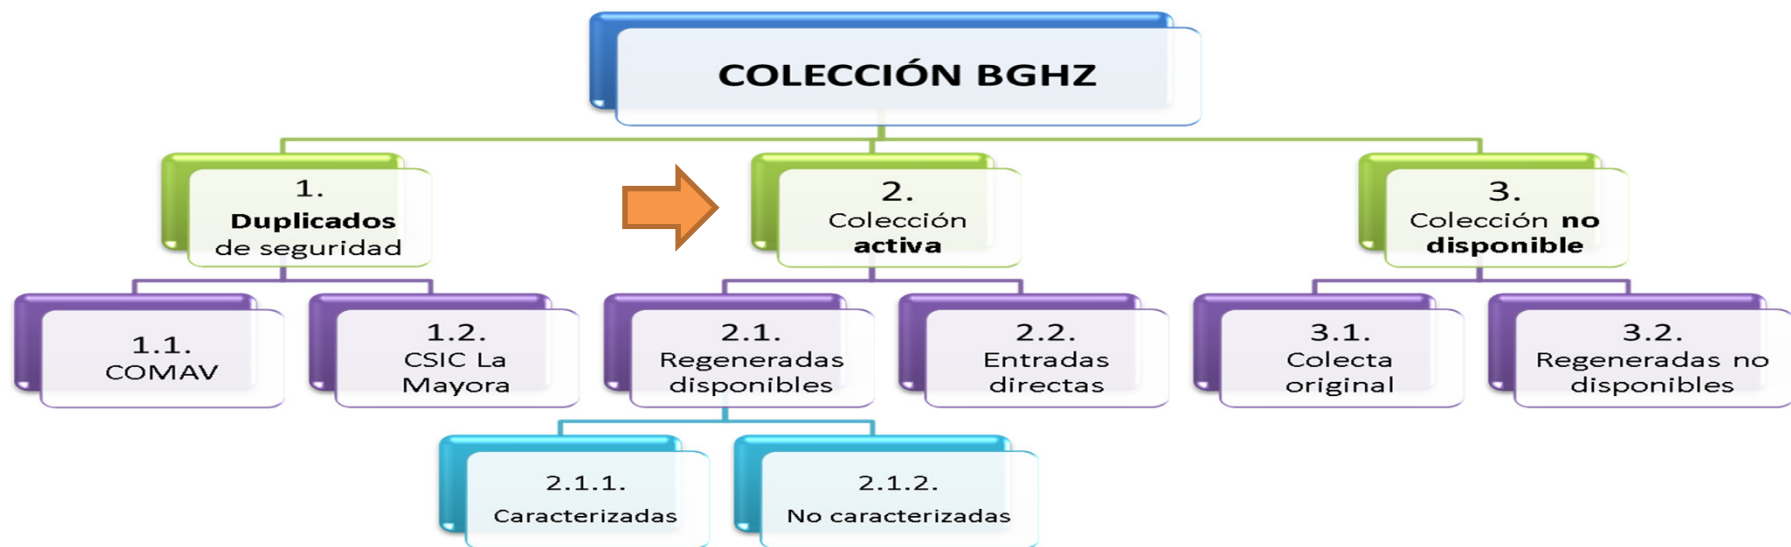 COLECCIÓN BGHZ
1.
Duplicados
de seguridad
2.
Colección
activa
3.
Colección no
disponible
1.1.
COMAV
1.2.
CSIC La
Mayora
2.1.
Regeneradas
disponibles
2.2.
Entradas
directas
3.1.
Colecta
original
3.2.
Regeneradas no
disponibles
2.1.1.
Caracterizadas
2.1.2.
No caracterizadas